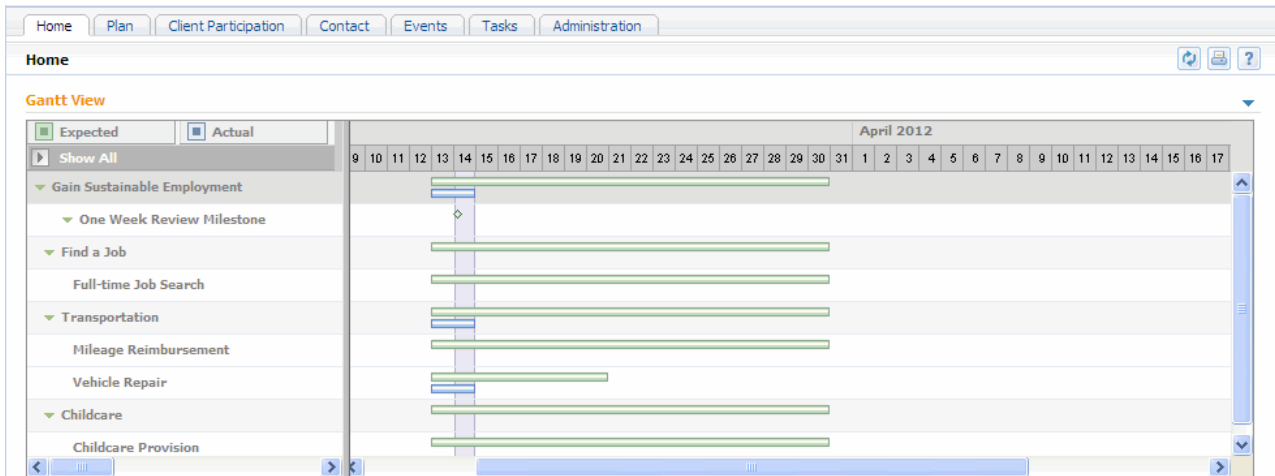 Home Plan Client Participation Contact Events Tasks Administration
Home ?
Gantt View
Expected Actual April 2012
Show All 9 10 11 12 13 14 15 16 17 18 19 20 21 22 23 24 25 26 27 28 29 30 31 1 2 3 4 5 6 7 8 9 10 11 12 13 14 15 16 17
Gain Sustainable Employment
One Week Review Milestone
Find a Job
Full-time Job Search
Transportation
Mileage Reimbursement
Vehicle Repair
Childcare
Childcare Provision